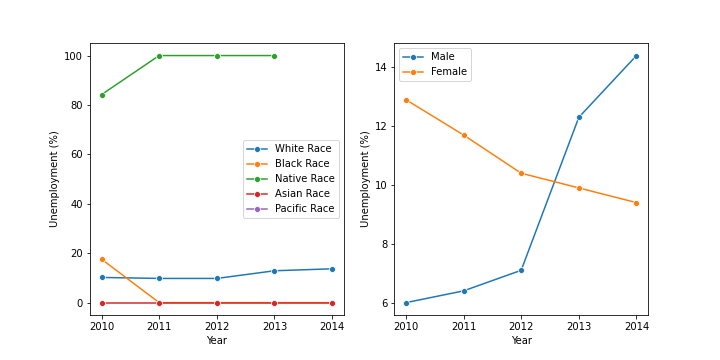 100
80
60
40
20
0
Unemployment (%)
White Race
Black Race
Native Race
Asian Race
Pacific Race
2010 2011 2012 2013 2014
Year
14
12
10
8
6
Unemployment (%)
Male
Female
2010 2011 2012 2013 2014
Year